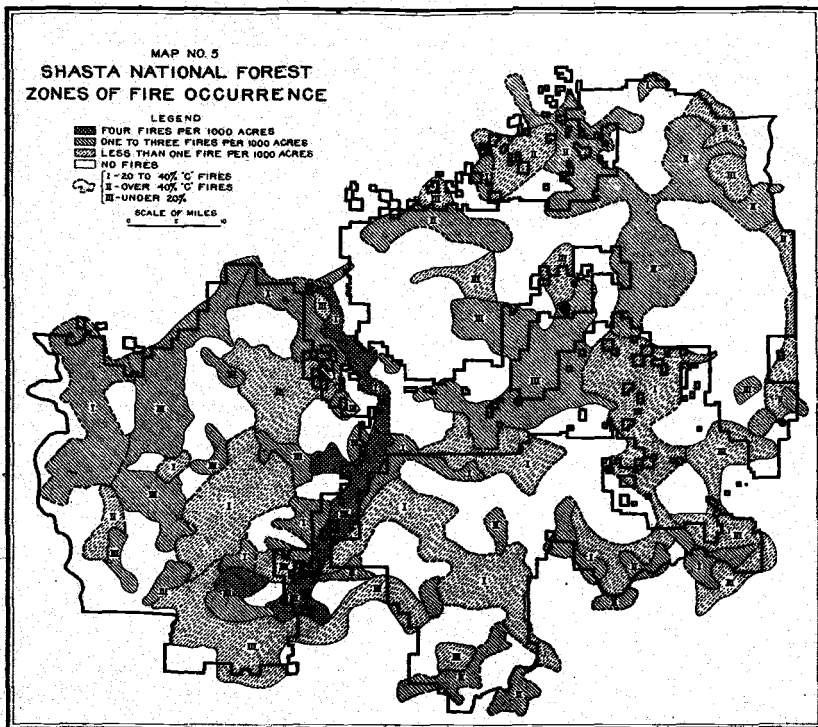 MAP NO. 5
SHASTA NATIONAL FOREST
ZONES OF FIRE OCCURRENCE
LEGEND
FOUR FIRES PER 1000 ACRES
ONE TO THREE FIRES PER 1000 ACRES
LESS THAN ONE FIRE PER 1000 ACRES
NO FIRES
I - 20 TO 40% "C" FIRES
II - OVER 40% "C" FIRES
III - UNDER 20%
SCALE OF MILES
0 5 10